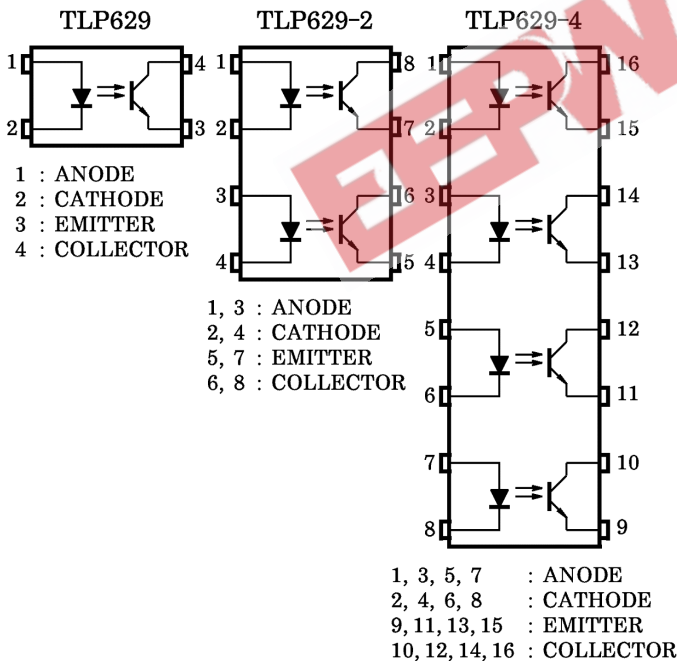 TLP629
TLP629-2
TLP629-4
1
2
4
3
1 : ANODE
2 : CATHODE
3 : EMITTER
4 : COLLECTOR
1
2
3
4
8
7
6
5
1, 3 : ANODE
2, 4 : CATHODE
5, 7 : EMITTER
6, 8 : COLLECTOR
1
2
3
4
5
6
7
8
16
15
14
13
12
11
10
9
1, 3, 5, 7 : ANODE
2, 4, 6, 8 : CATHODE
9, 11, 13, 15 : EMITTER
10, 12, 14, 16 : COLLECTOR
EEPW